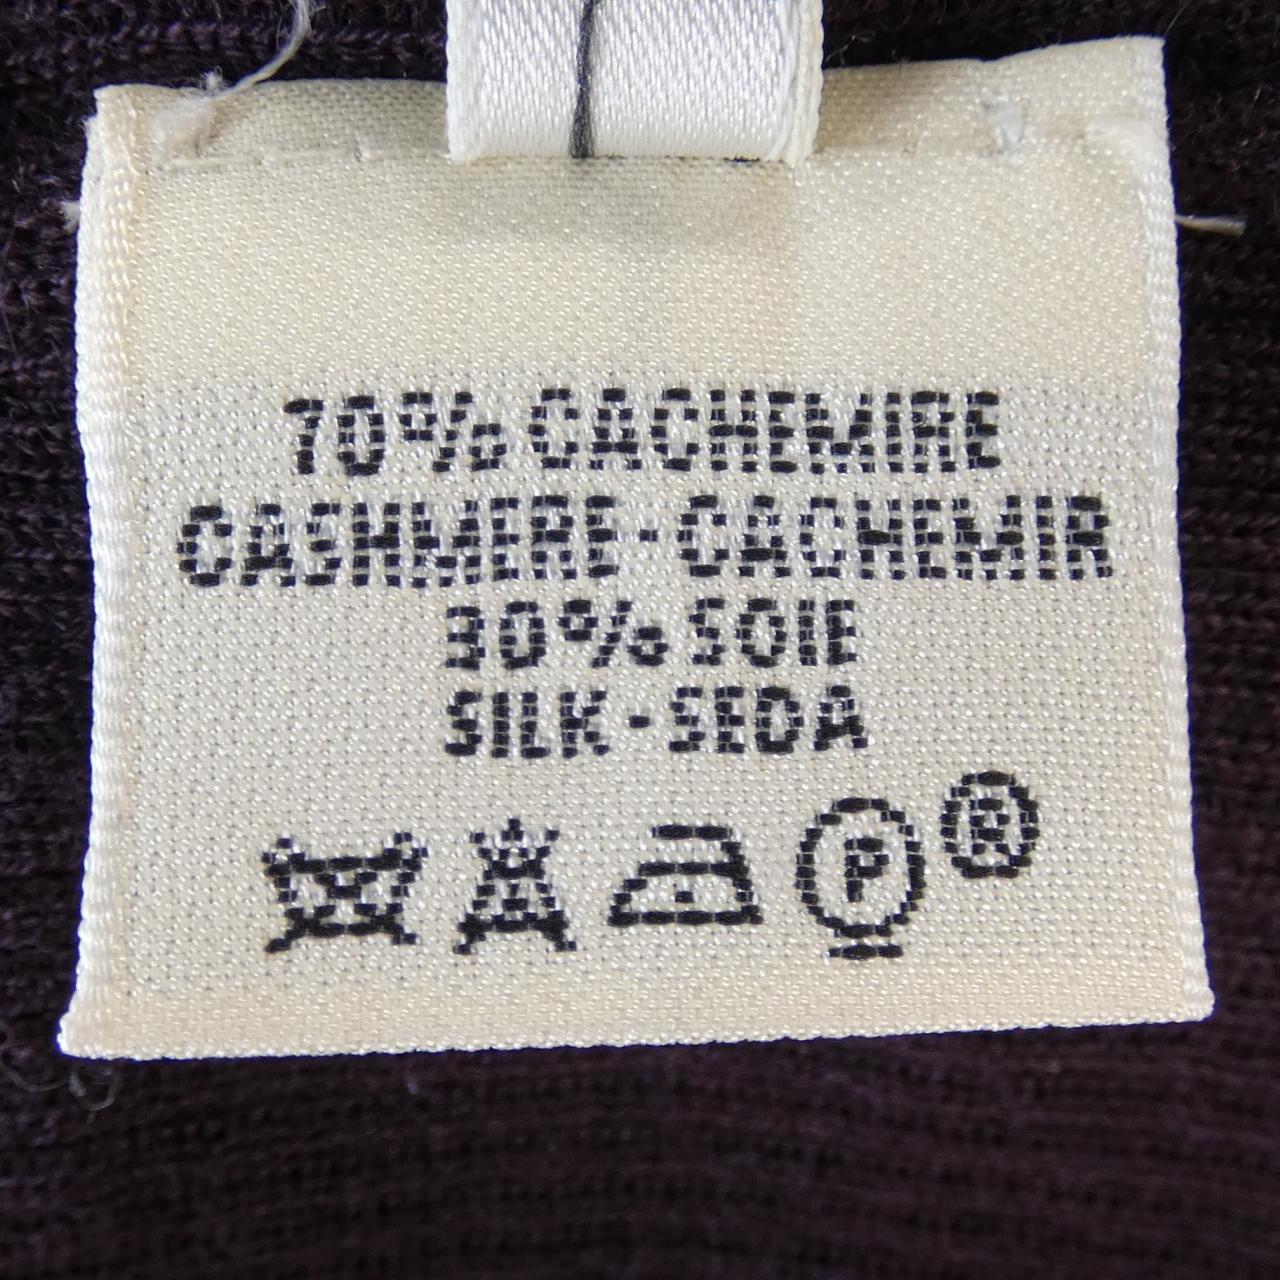 70% CACHEMIRE
CASHMERE-CACHEMIR
30% SOIE
SILK-SEDA
P ®